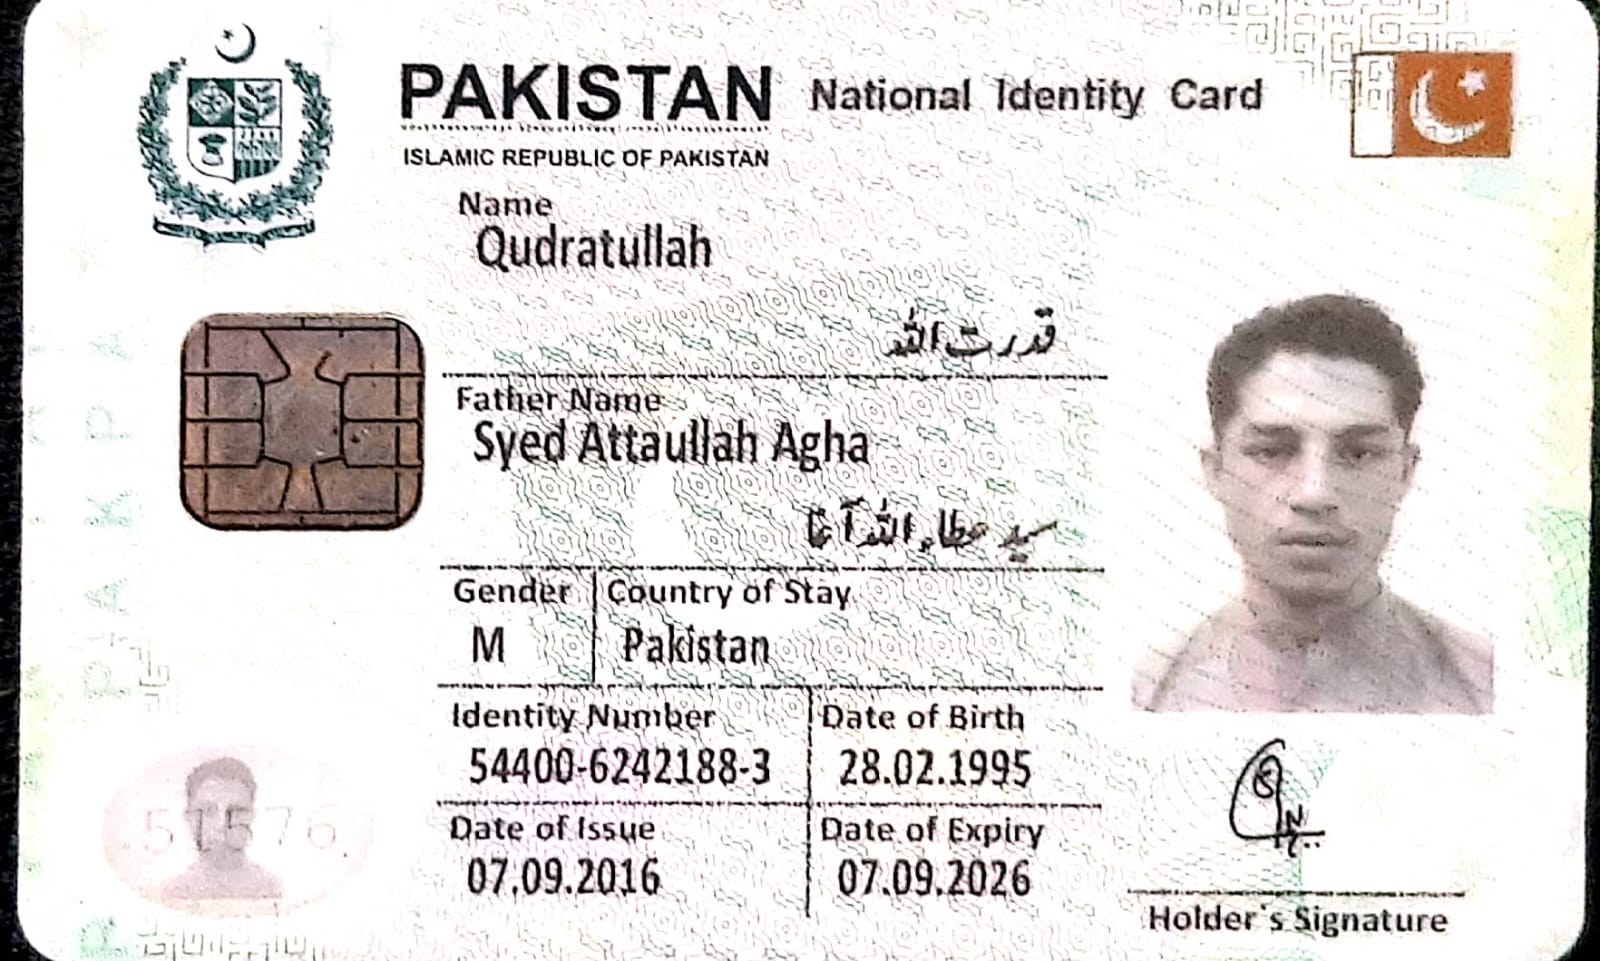 PAKISTAN National Identity Card
ISLAMIC REPUBLIC OF PAKISTAN
Name
Qudratullah
قدرت اللہ
Father Name
Syed Attaullah Agha
سید عطاء اللہ آغا
Gender Country of Stay
M Pakistan
Identity Number Date of Birth
54400-6242188-3 28.02.1995
Date of Issue Date of Expiry
07.09.2016 07.09.2026
Holder's Signature
51576